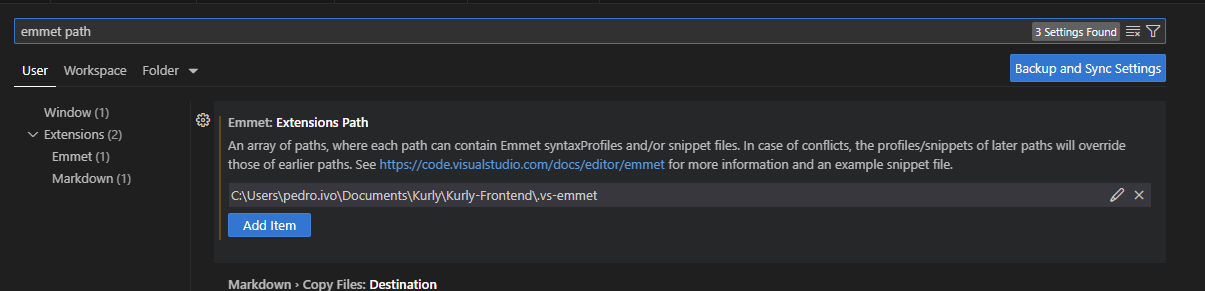 emmet path
3 Settings Found
User
Workspace
Folder
Backup and Sync Settings
Window (1)
Extensions (2)
Emmet (1)
Markdown (1)
Emmet: Extensions Path
An array of paths, where each path can contain Emmet syntaxProfiles and/or snippet files. In case of conflicts, the profiles/snippets of later paths will override
those of earlier paths. See https://code.visualstudio.com/docs/editor/emmet for more information and an example snippet file.
C:\Users\pedro.ivo\Documents\Kurly\Kurly-Frontend\.vs-emmet
Add Item
Markdown › Copy Files: Destination